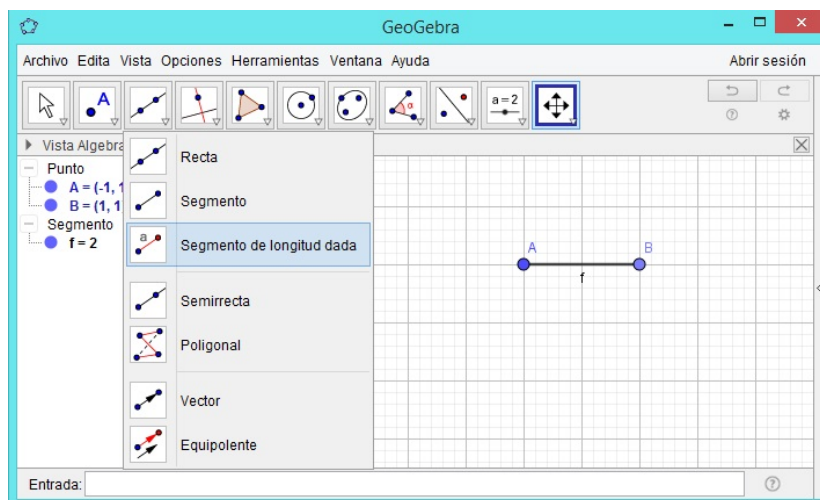 GeoGebra
Archivo Edita Vista Opciones Herramientas Ventana Ayuda Abrir sesión
A a=2 α
Vista Algebra
Punto
A = (-1, 1
B = (1, 1
Segmento
f = 2
Recta
Segmento
a Segmento de longitud dada
Semirrecta
Poligonal
Vector
Equipolente
A B
f
Entrada: